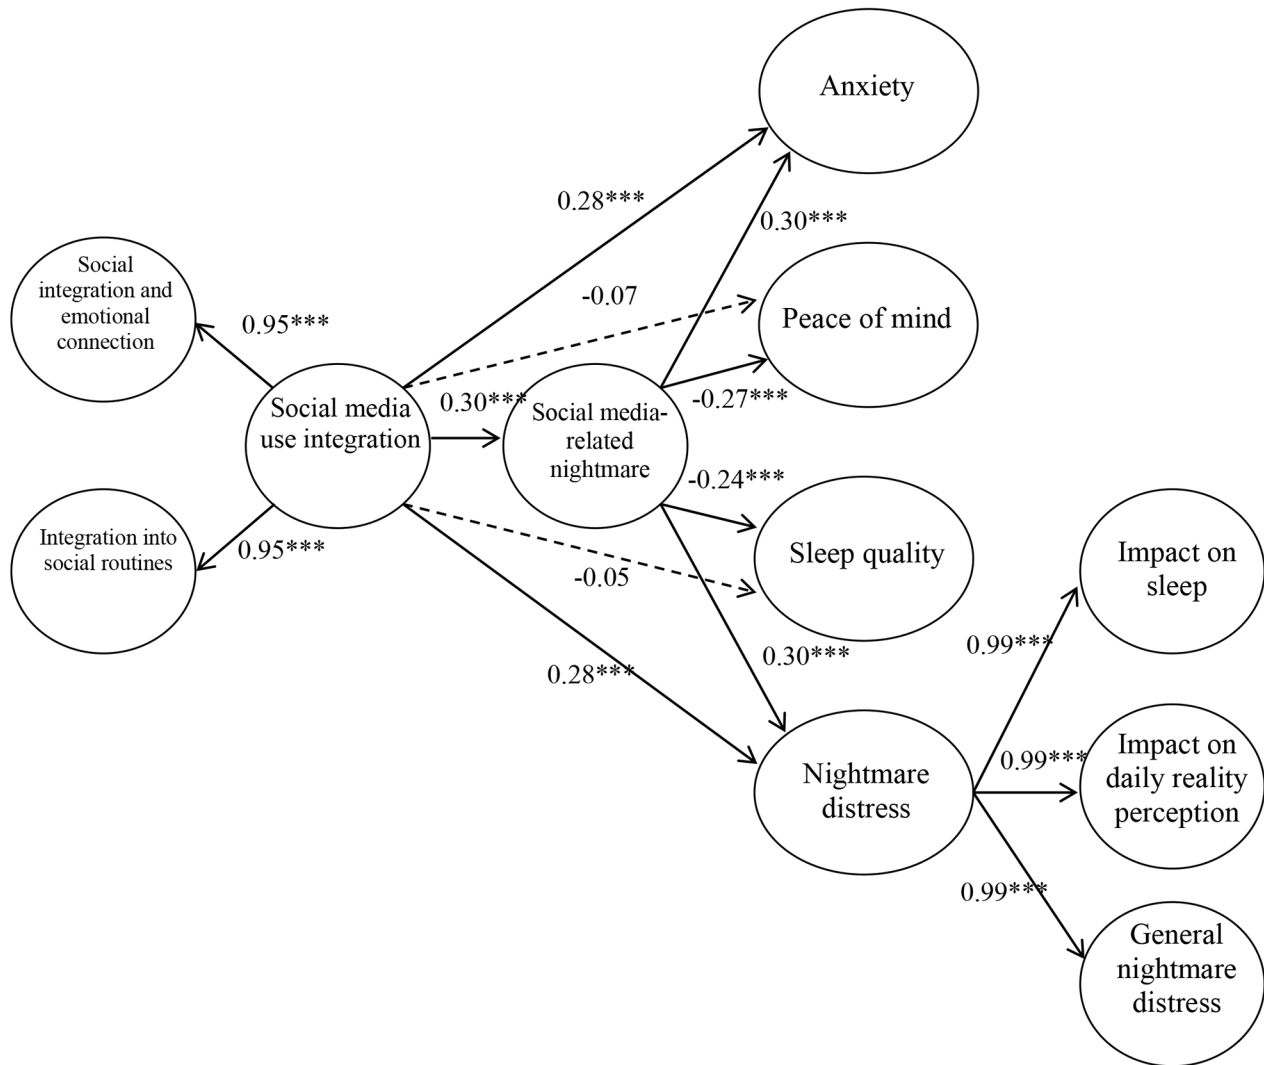 Anxiety
0.28***
0.30***
Social
integration and
emotional
connection
0.95***
-0.07
Peace of mind
Social media
use integration
0.30***
Social media-
related
nightmare
-0.27***
-0.24***
Integration into
social routines
0.95***
-0.05
Sleep quality
Impact on
sleep
0.28***
0.30***
0.99***
Nightmare
distress
0.99***
Impact on
daily reality
perception
0.99***
General
nightmare
distress